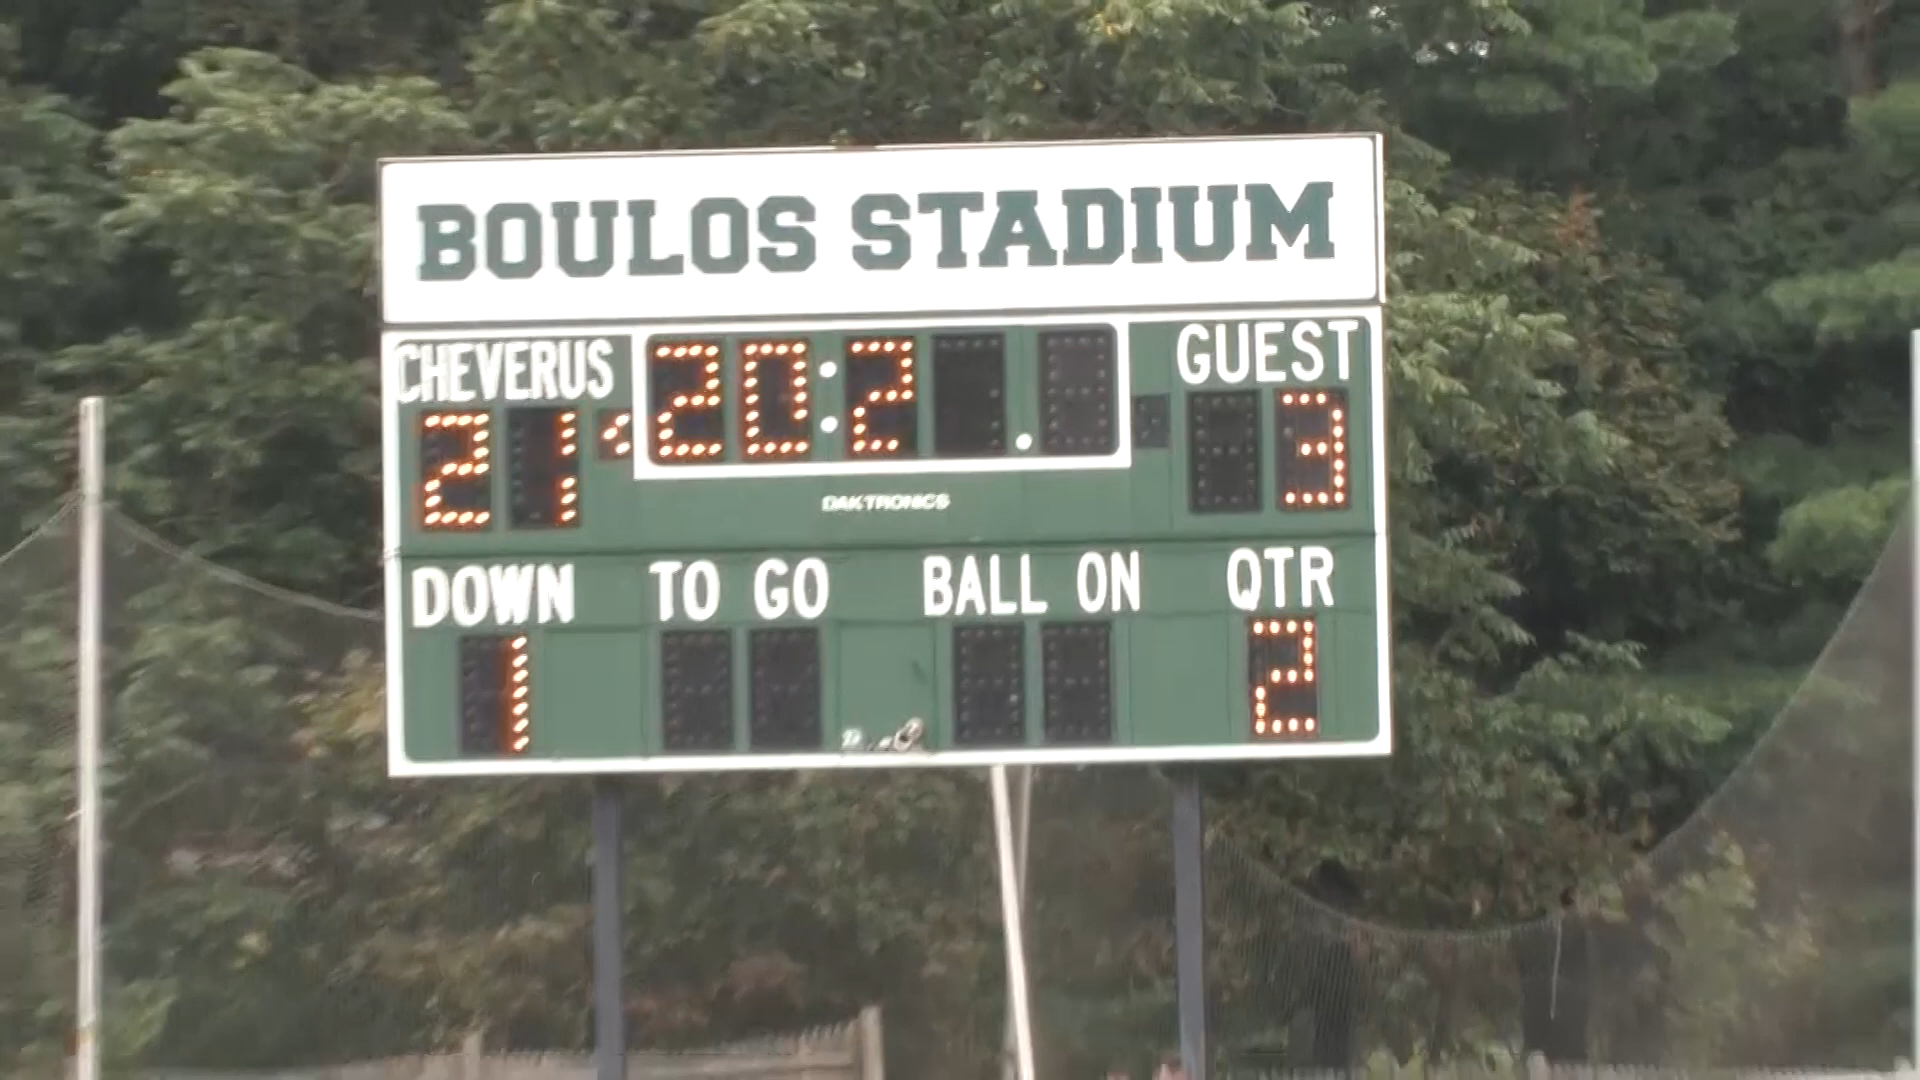 BOULOS STADIUM
CHEVERUS 20:2 . GUEST
21 3
DAKTRONICS
DOWN TO GO BALL ON QTR
1 2